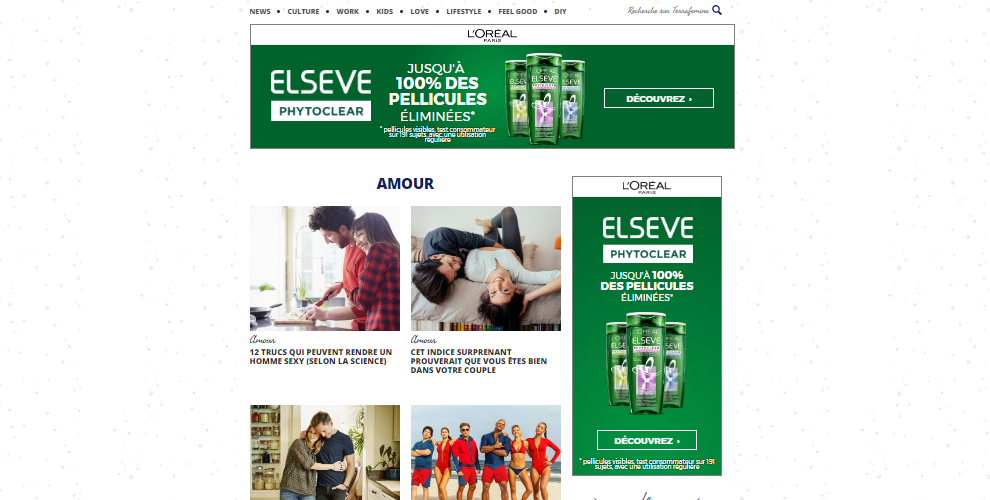 NEWS • CULTURE • WORK • KIDS • LOVE • LIFESTYLE • FEEL GOOD • DIY
Recherche sur Terrafemina
L'ORÉAL
PARIS
ELSEVE
PHYTOCLEAR
JUSQU'À
100% DES
PELLICULES
ÉLIMINÉES*
* pellicules visibles, test consommateur
sur 191 sujets, avec une utilisation
régulière
ELSEVE
DÉCOUVREZ ›
AMOUR
Amour
12 TRUCS QUI PEUVENT RENDRE UN
HOMME SEXY (SELON LA SCIENCE)
Amour
CET INDICE SURPRENANT
PROUVERAIT QUE VOUS ÊTES BIEN
DANS VOTRE COUPLE
L'ORÉAL
PARIS
ELSEVE
PHYTOCLEAR
JUSQU'À 100%
DES PELLICULES
ÉLIMINÉES*
ELSEVE
DÉCOUVREZ ›
* pellicules visibles, test consommateur sur 191
sujets, avec une utilisation régulière